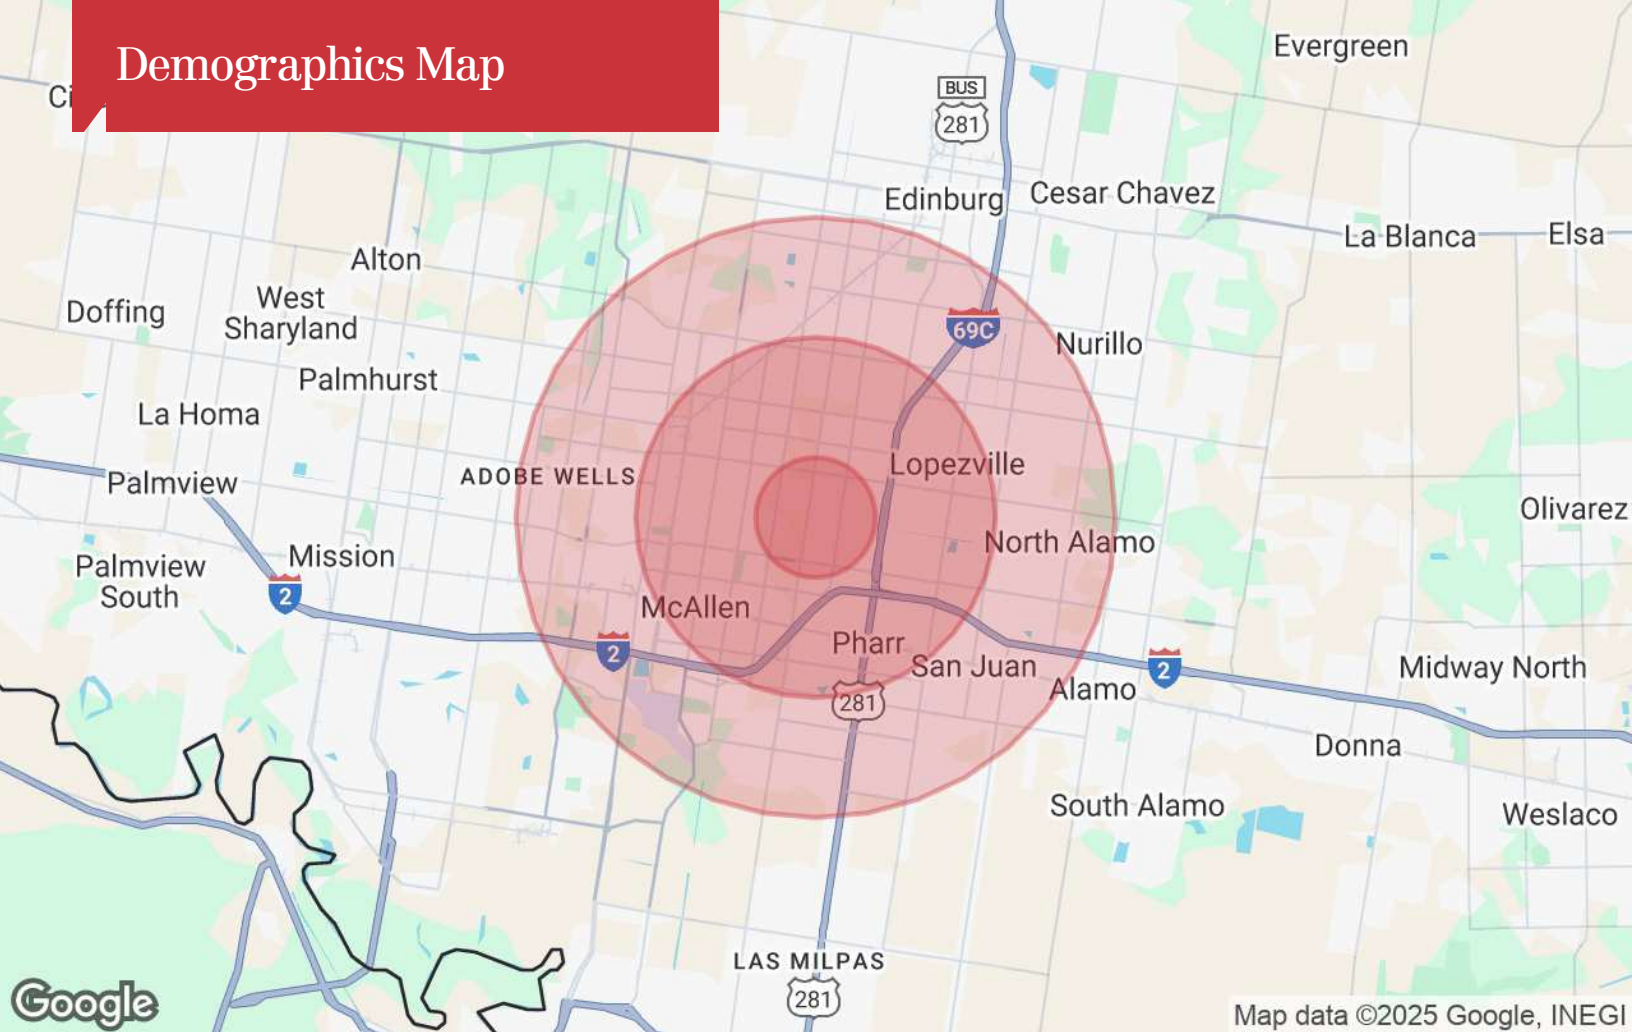 Demographics Map
Evergreen
BUS
281
Edinburg
Cesar Chavez
La Blanca
Elsa
Alton
West
Sharyland
Doffing
69C
Nurillo
Palmhurst
La Homa
Lopezville
ADOBE WELLS
Palmview
Olivarez
North Alamo
Mission
Palmview
South
2
McAllen
Pharr
2
San Juan
2
Midway North
Alamo
281
Donna
South Alamo
Weslaco
LAS MILPAS
281
Google
Map data ©2025 Google, INEGI